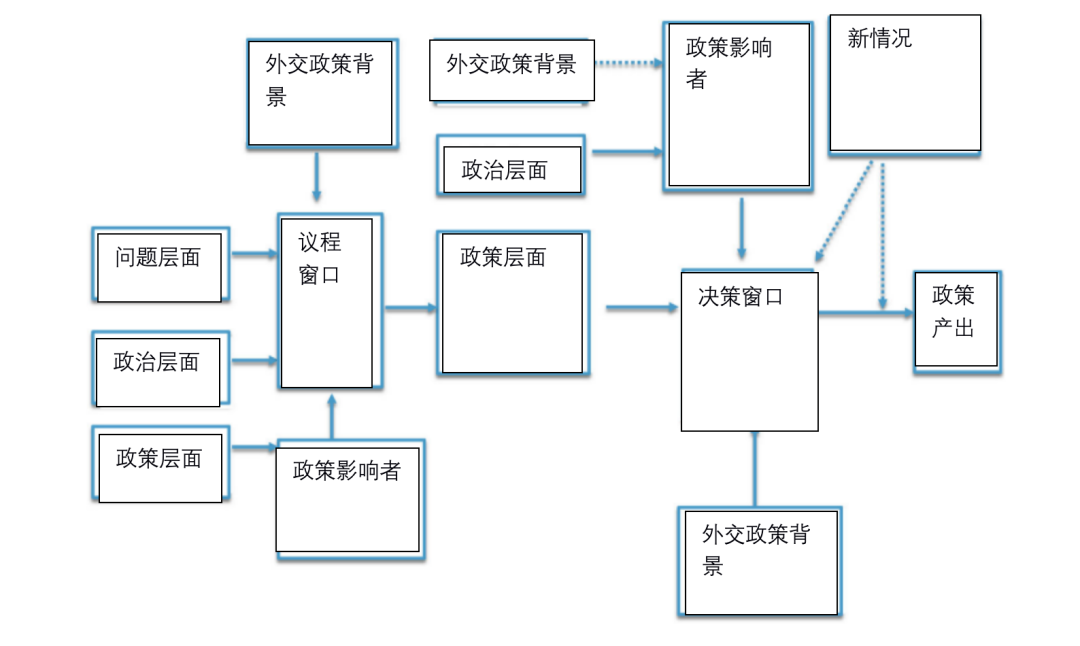 外交政策背
景
外交政策背景
政策影响
者
新情况
政治层面
问题层面
议程
窗口
政策层面
决策窗口
政策
产出
政治层面
政策层面
政策影响者
外交政策背
景